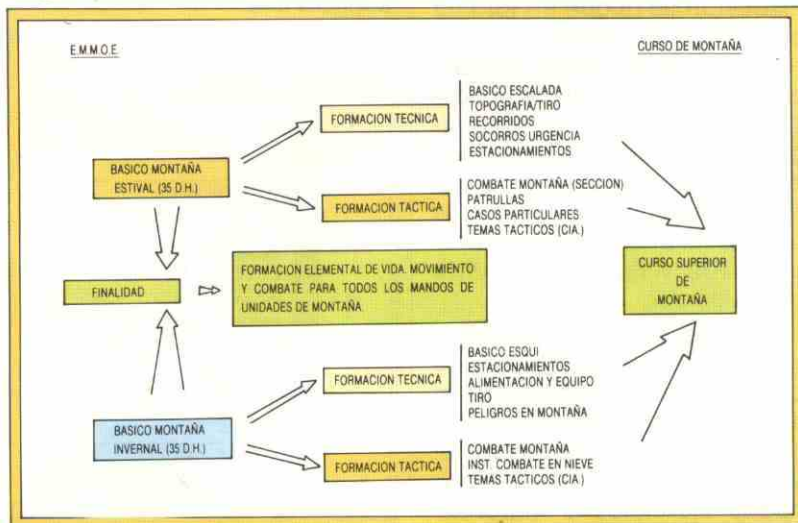 E.M.M.O.E.
CURSO DE MONTAÑA
BASICO MONTAÑA
ESTIVAL (35 D.H.)
FORMACION TECNICA
BASICO ESCALADA
TOPOGRAFIA/TIRO
RECORRIDOS
SOCORROS URGENCIA
ESTACIONAMIENTOS
FORMACION TACTICA
COMBATE MONTAÑA (SECCION)
PATRULLAS
CASOS PARTICULARES
TEMAS TACTICOS (CIA.)
FINALIDAD
FORMACION ELEMENTAL DE VIDA. MOVIMIENTO
Y COMBATE PARA TODOS LOS MANDOS DE
UNIDADES DE MONTAÑA.
CURSO SUPERIOR
DE
MONTAÑA
BASICO MONTAÑA
INVERNAL (35 D.H.)
FORMACION TECNICA
BASICO ESQUI
ESTACIONAMIENTOS
ALIMENTACION Y EQUIPO
TIRO
PELIGROS EN MONTAÑA
FORMACION TACTICA
COMBATE MONTAÑA
INST. COMBATE EN NIEVE
TEMAS TACTICOS (CIA.)